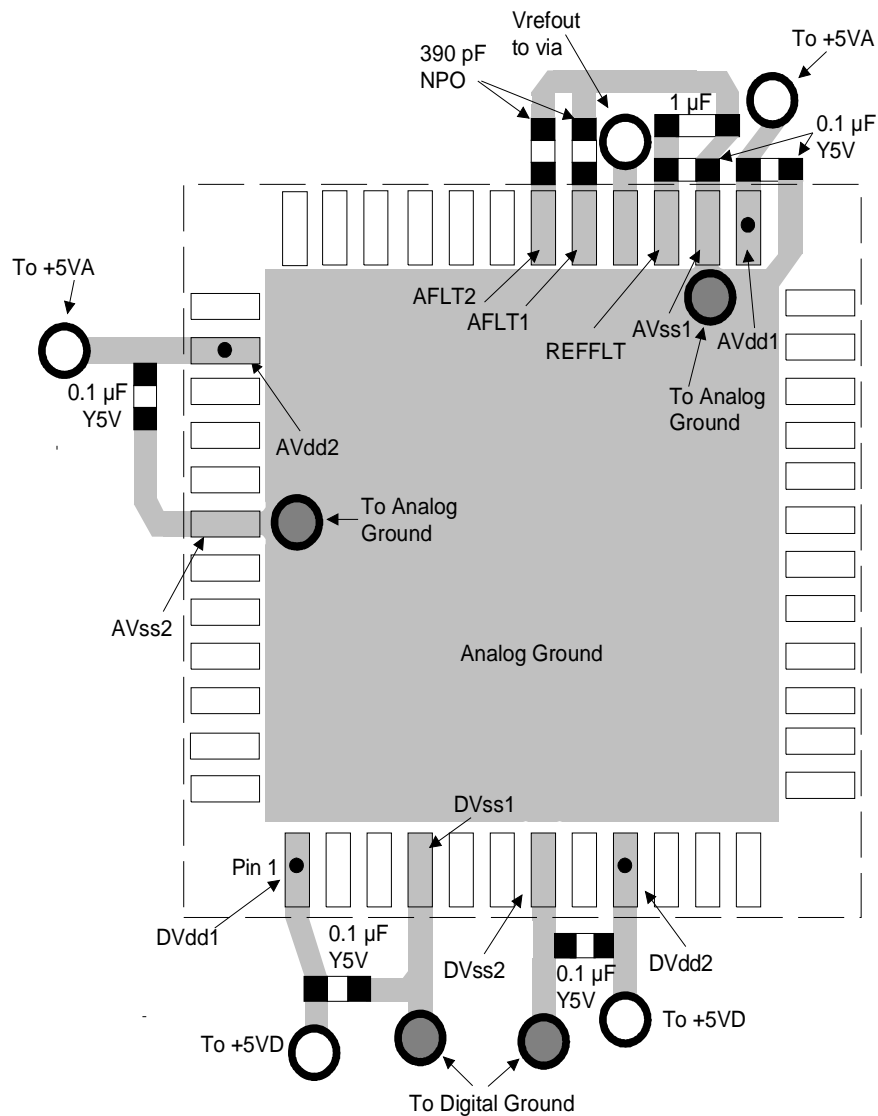 Vrefout
to via
To +5VA
390 pF
NPO
1 µF
0.1 µF
Y5V
To +5VA
AFLT2
AFLT1
REFFLT
AVss1
AVdd1
To Analog
Ground
0.1 µF
Y5V
AVdd2
To Analog
Ground
AVss2
Analog Ground
DVss1
Pin 1
DVdd1
0.1 µF
Y5V
DVss2
0.1 µF
Y5V
DVdd2
To +5VD
To +5VD
To Digital Ground